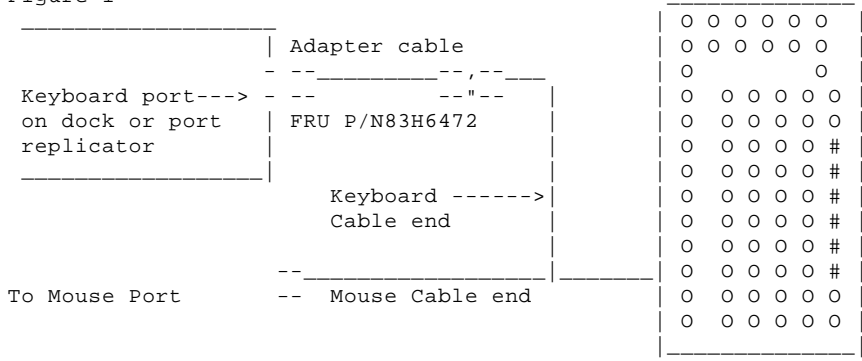 Figure 1
Adapter cable
Keyboard port--->
on dock or port
replicator
FRU P/N83H6472
Keyboard ------>
Cable end
To Mouse Port -- Mouse Cable end
O O O O O O
O O O O O O
O O
O O O O O O
O O O O O O
O O O O O #
O O O O O #
O O O O O #
O O O O O #
O O O O O #
O O O O O #
O O O O O O
O O O O O O